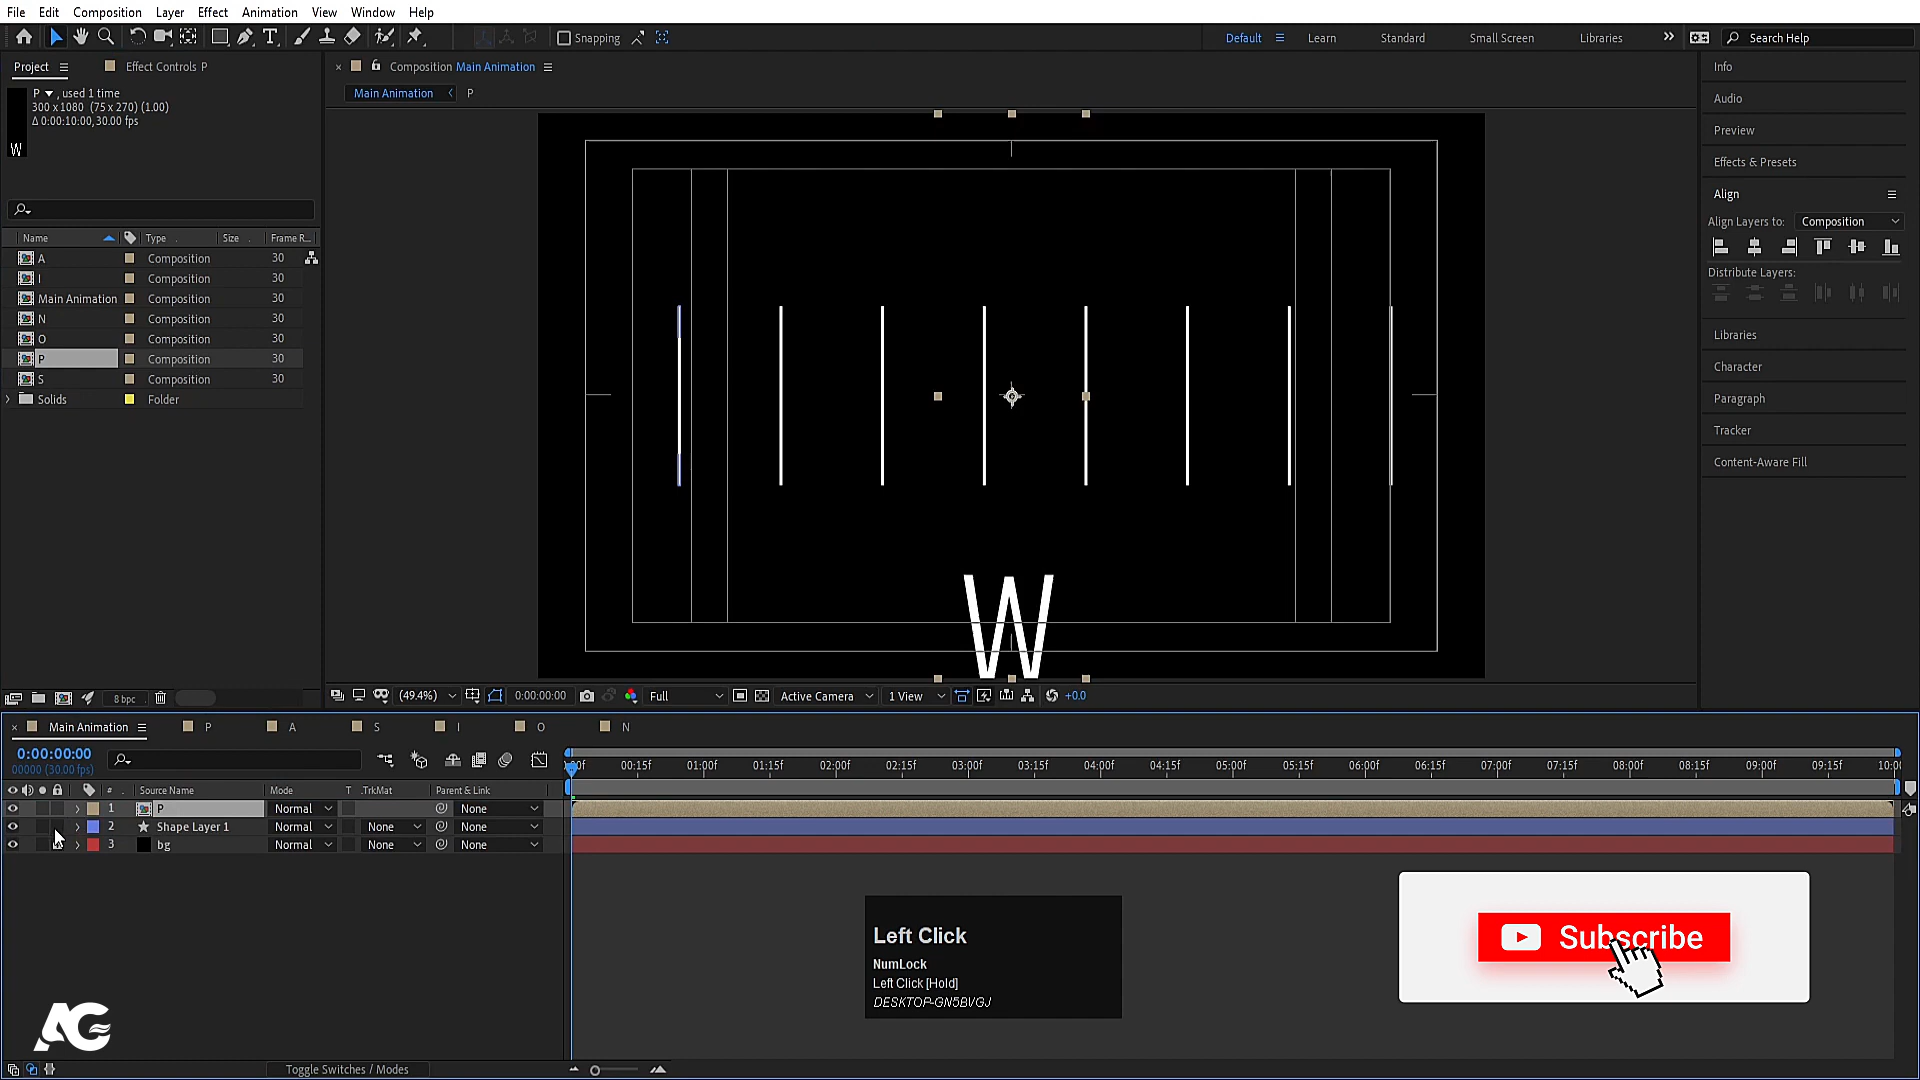 File Edit Composition Layer Effect Animation View Window Help
Snapping
Default Learn Standard Small Screen Libraries Search Help
Project Effect Controls P
Composition Main Animation
Main Animation P
P , used 1 time
300 x 1080 (75 x 270) (1.00)
Δ 0:00:10:00, 30.00 fps
W
Name Type Size Frame R...
A Composition 30
I Composition 30
Main Animation Composition 30
N Composition 30
O Composition 30
P Composition 30
S Composition 30
Solids Folder
W
Info
Audio
Preview
Effects & Presets
Align
Align Layers to: Composition
Distribute Layers:
Libraries
Character
Paragraph
Tracker
Content-Aware Fill
8 bpc
(49.4%) 0:00:00:00 Full Active Camera 1 View +0.0
Main Animation P A S I O N
0:00:00:00
00000 (30.00 fps)
00:15f 01:00f 01:15f 02:00f 02:15f 03:00f 03:15f 04:00f 04:15f 05:00f 05:15f 06:00f 06:15f 07:00f 07:15f 08:00f 08:15f 09:00f 09:15f
# Source Name Mode T .TrkMat Parent & Link
1 P Normal None
2 Shape Layer 1 Normal None None
3 bg Normal None None
Left Click
NumLock
Left Click [Hold]
DESKTOP-GN5BVGJ
Subscribe
AG
Toggle Switches / Modes